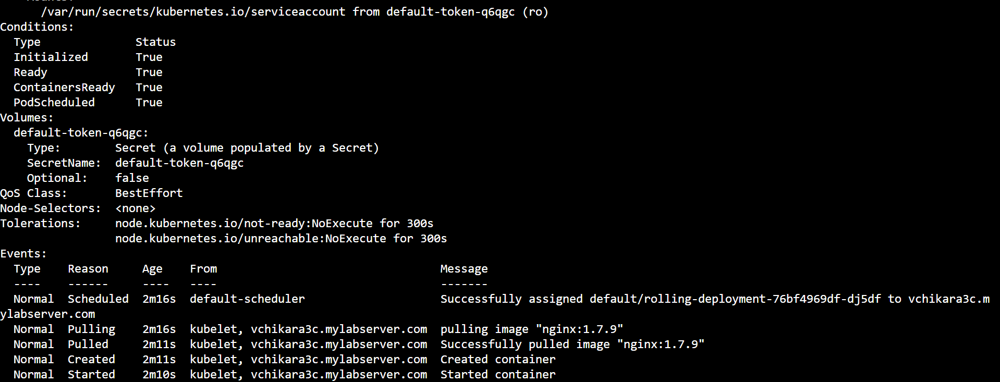 /var/run/secrets/kubernetes.io/serviceaccount from default-token-q6qgc (ro)
Conditions:
  Type              Status
  Initialized       True
  Ready             True
  ContainersReady   True
  PodScheduled      True
Volumes:
  default-token-q6qgc:
    Type:        Secret (a volume populated by a Secret)
    SecretName:  default-token-q6qgc
    Optional:    false
QoS Class:       BestEffort
Node-Selectors:  <none>
Tolerations:     node.kubernetes.io/not-ready:NoExecute for 300s
                 node.kubernetes.io/unreachable:NoExecute for 300s
Events:
  Type    Reason     Age    From                                 Message
  ----    ------     ----   ----                                 -------
  Normal  Scheduled  2m16s  default-scheduler                    Successfully assigned default/rolling-deployment-76bf4969df-dj5df to vchikara3c.m
ylabserver.com
  Normal  Pulling    2m16s  kubelet, vchikara3c.mylabserver.com  pulling image "nginx:1.7.9"
  Normal  Pulled     2m11s  kubelet, vchikara3c.mylabserver.com  Successfully pulled image "nginx:1.7.9"
  Normal  Created    2m11s  kubelet, vchikara3c.mylabserver.com  Created container
  Normal  Started    2m10s  kubelet, vchikara3c.mylabserver.com  Started container